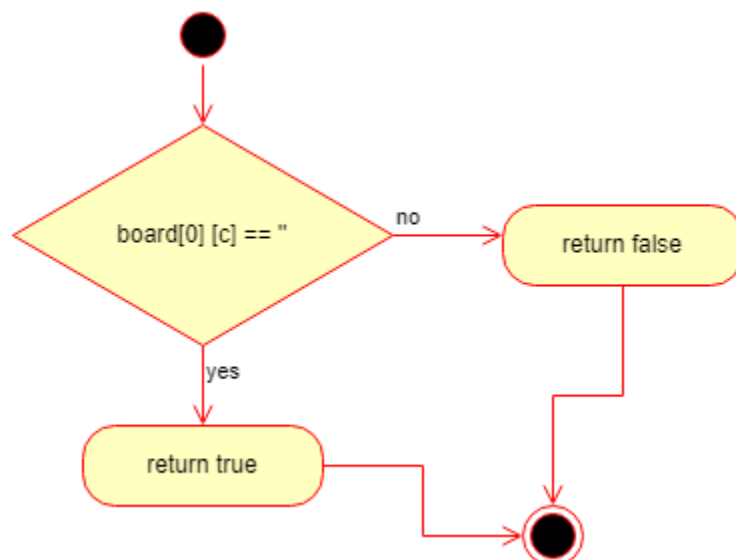 board[0] [c] == ''
no
return false
yes
return true